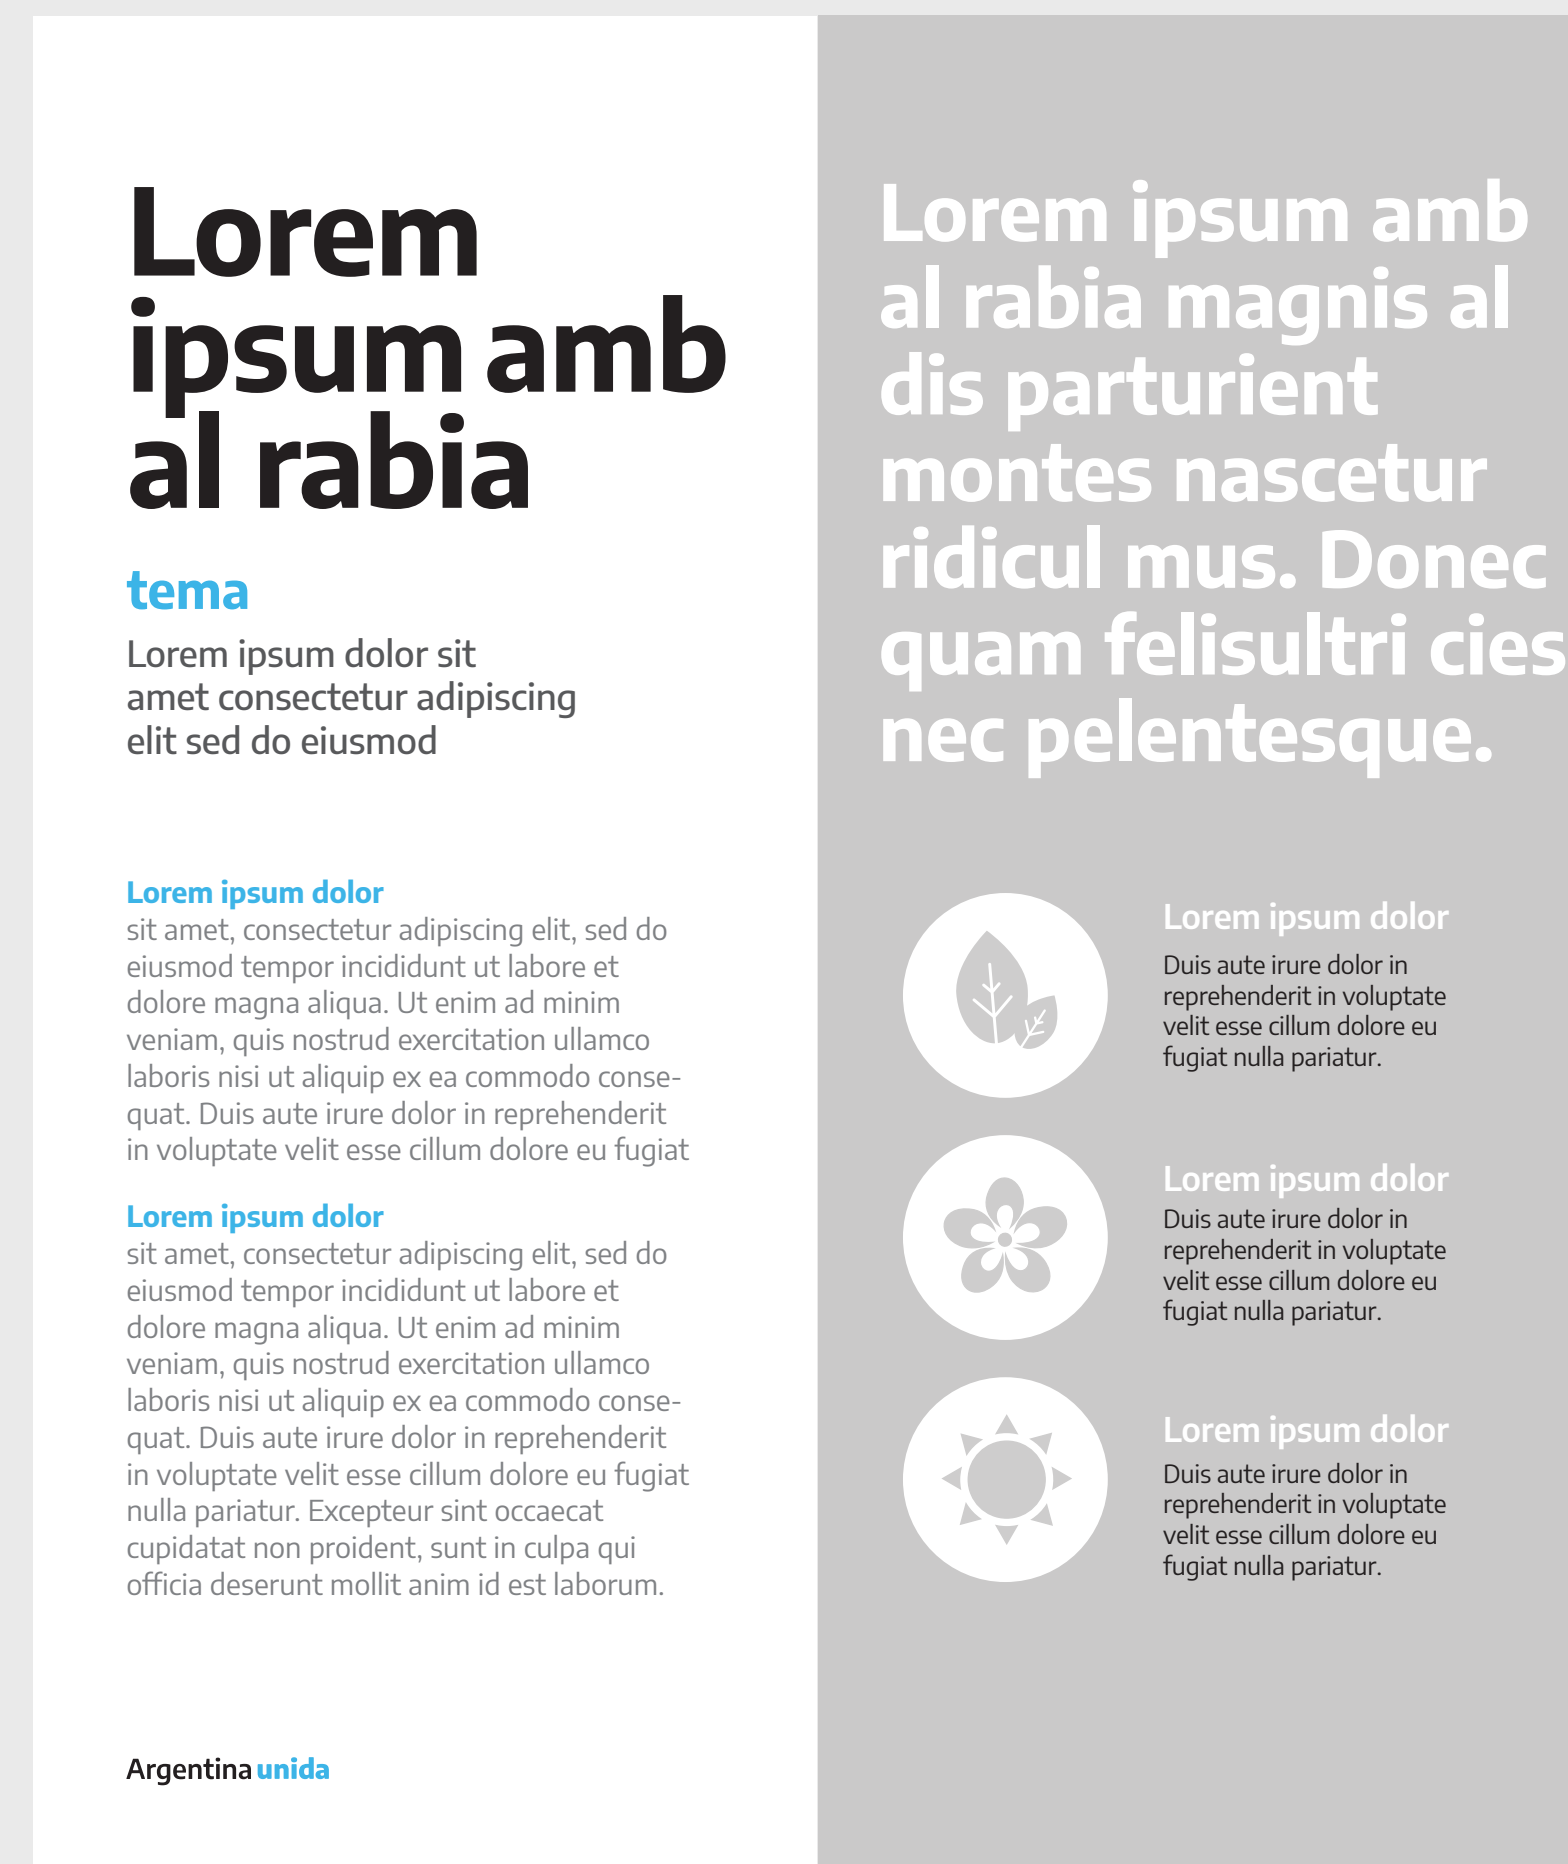 Lorem
ipsum amb
al rabia
tema
Lorem ipsum dolor sit
amet consectetur adipiscing
elit sed do eiusmod
Lorem ipsum dolor
sit amet, consectetur adipiscing elit, sed do
eiusmod tempor incididunt ut labore et
dolore magna aliqua. Ut enim ad minim
veniam, quis nostrud exercitation ullamco
laboris nisi ut aliquip ex ea commodo conse-
quat. Duis aute irure dolor in reprehenderit
in voluptate velit esse cillum dolore eu fugiat
Lorem ipsum dolor
sit amet, consectetur adipiscing elit, sed do
eiusmod tempor incididunt ut labore et
dolore magna aliqua. Ut enim ad minim
veniam, quis nostrud exercitation ullamco
laboris nisi ut aliquip ex ea commodo conse-
quat. Duis aute irure dolor in reprehenderit
in voluptate velit esse cillum dolore eu fugiat
nulla pariatur. Excepteur sint occaecat
cupidatat non proident, sunt in culpa qui
officia deserunt mollit anim id est laborum.
Argentina unida
Lorem ipsum amb
al rabia magnis al
dis parturient
montes nascetur
ridicul mus. Donec
quam felisultri cies
nec pelentesque.
Lorem ipsum dolor
Duis aute irure dolor in
reprehenderit in voluptate
velit esse cillum dolore eu
fugiat nulla pariatur.
Lorem ipsum dolor
Duis aute irure dolor in
reprehenderit in voluptate
velit esse cillum dolore eu
fugiat nulla pariatur.
Lorem ipsum dolor
Duis aute irure dolor in
reprehenderit in voluptate
velit esse cillum dolore eu
fugiat nulla pariatur.